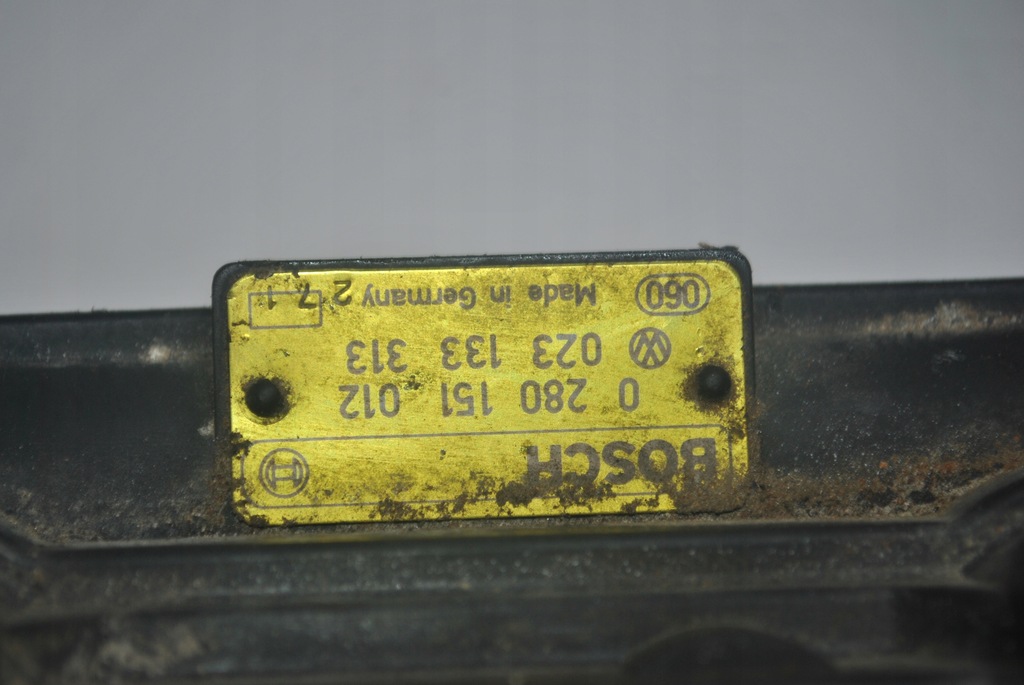 BOSCH
0 280 151 012
023 133 313
060 Made in Germany 2 7 1